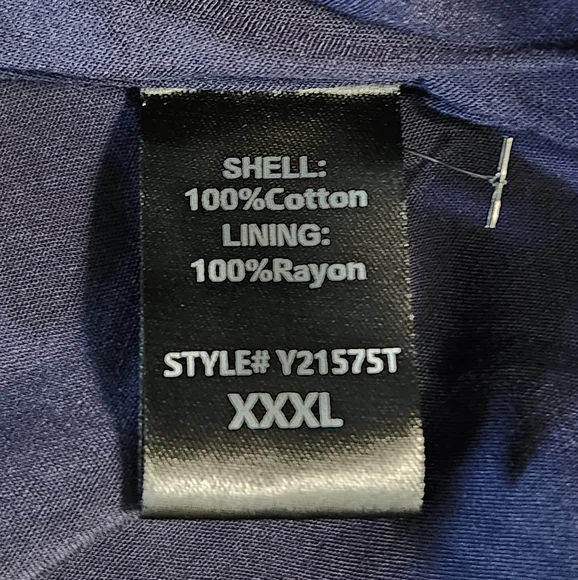 SHELL:
100%Cotton
LINING:
100%Rayon
STYLE# Y21575T
XXXL